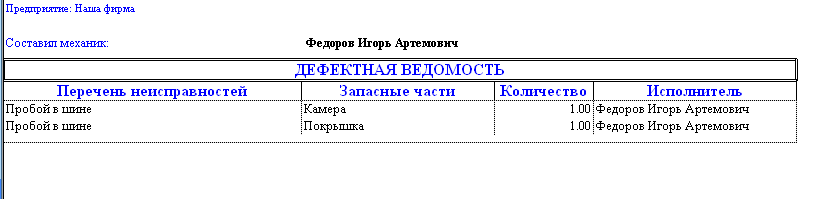 Предприятие: Наша фирма
Составил механик: Федоров Игорь Артемович
ДЕФЕКТНАЯ ВЕДОМОСТЬ
Перечень неисправностей Запасные части Количество Исполнитель
Пробой в шине Камера 1.00 Федоров Игорь Артемович
Пробой в шине Покрышка 1.00 Федоров Игорь Артемович